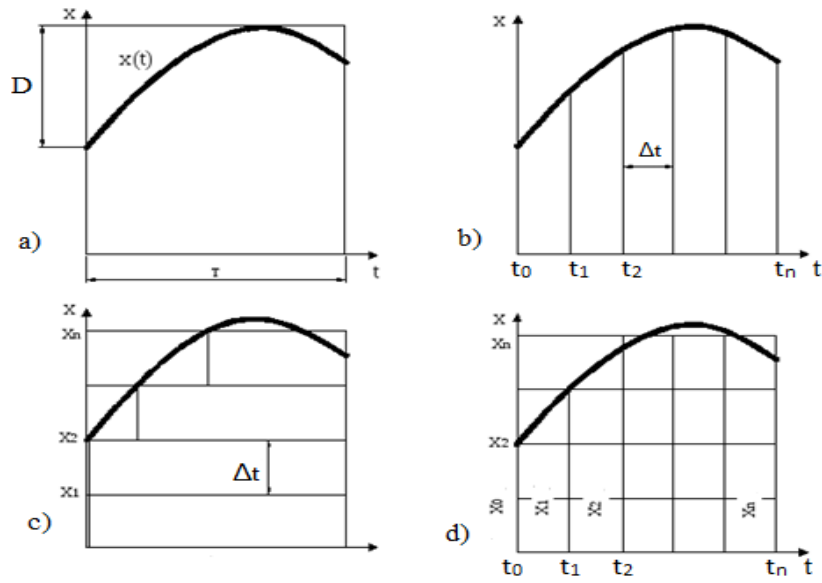 x
x(t)
D
a)
τ
t
x
Δt
b)
t0 t1 t2 tn t
x
xn
x2
Δt
x1
c)
x
xn
x2
x0 x1 x2 xn
d)
t0 t1 t2 tn t